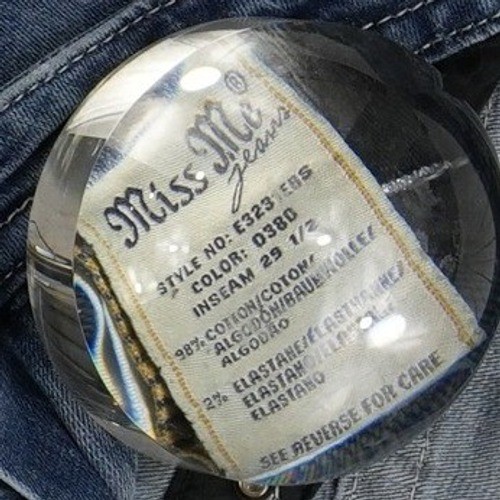 Miss Me®
jeans
STYLE NO: E323
COLOR: 0380
INSEAM 29 1/2
98% COTTON/COTON/
ALGODÓN/BAUMWOLLE/
ALGODÃO
2% ELASTANE/ELASTHANNE/
ELASTANO/
ELASTANO
SEE REVERSE FOR CARE